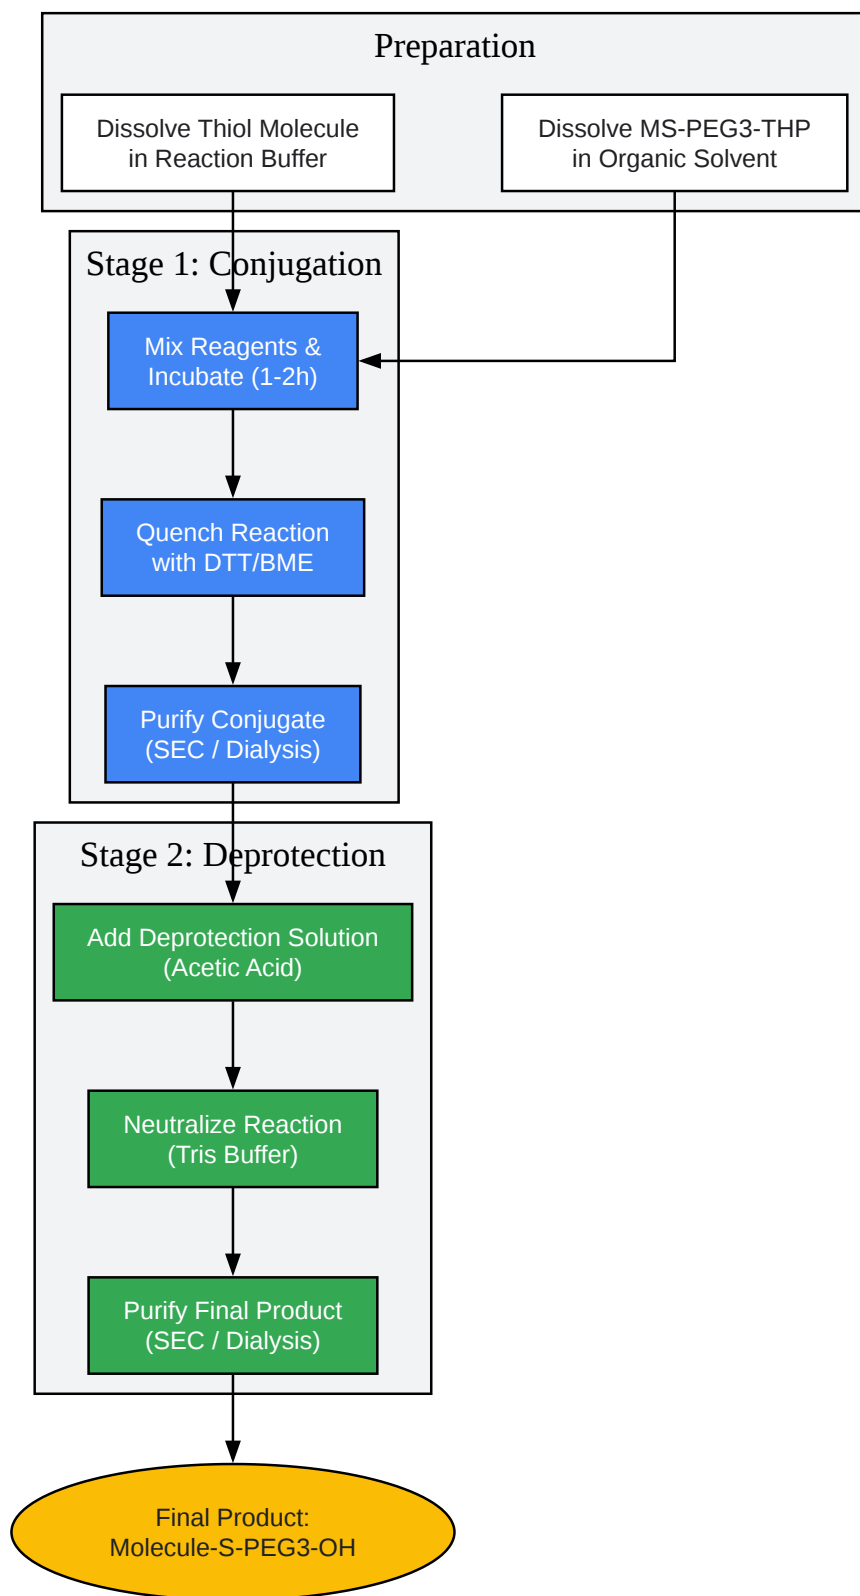 Preparation
Dissolve Thiol Molecule
in Reaction Buffer
Dissolve MS-PEG3-THP
in Organic Solvent
Stage 1: Conjugation
Mix Reagents &
Incubate (1-2h)
Quench Reaction
with DTT/BME
Purify Conjugate
(SEC / Dialysis)
Stage 2: Deprotection
Add Deprotection Solution
(Acetic Acid)
Neutralize Reaction
(Tris Buffer)
Purify Final Product
(SEC / Dialysis)
Final Product:
Molecule-S-PEG3-OH